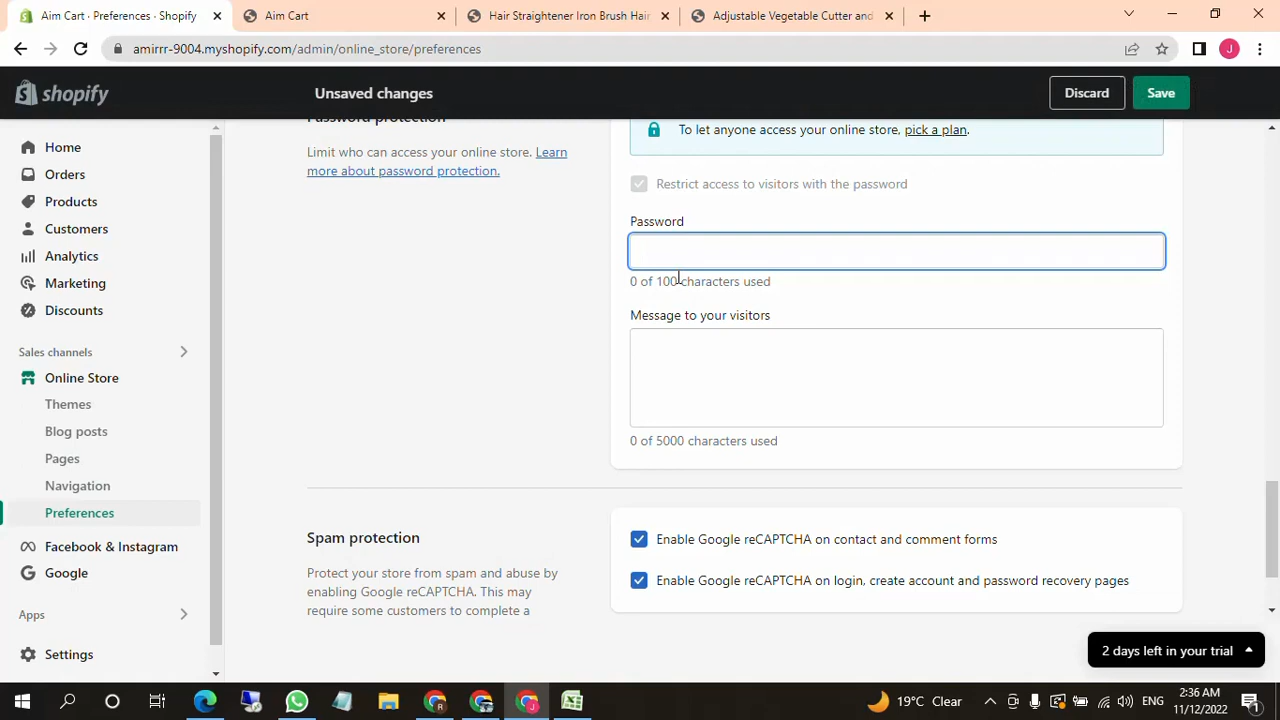 Aim Cart · Preferences · Shopify
Aim Cart
Hair Straightener Iron Brush Hair
Adjustable Vegetable Cutter and
amirrr-9004.myshopify.com/admin/online_store/preferences
J
shopify
Unsaved changes
Discard
Save
Home
Orders
Products
Customers
Analytics
Marketing
Discounts
Sales channels
Online Store
Themes
Blog posts
Pages
Navigation
Preferences
Facebook & Instagram
Google
Apps
Settings
Password protection
Limit who can access your online store. Learn
more about password protection.
To let anyone access your online store, pick a plan.
Restrict access to visitors with the password
Password
0 of 100 characters used
Message to your visitors
0 of 5000 characters used
Spam protection
Protect your store from spam and abuse by
enabling Google reCAPTCHA. This may
require some customers to complete a
Enable Google reCAPTCHA on contact and comment forms
Enable Google reCAPTCHA on login, create account and password recovery pages
2 days left in your trial
R
J
19°C Clear
ENG
2:36 AM
11/12/2022
1